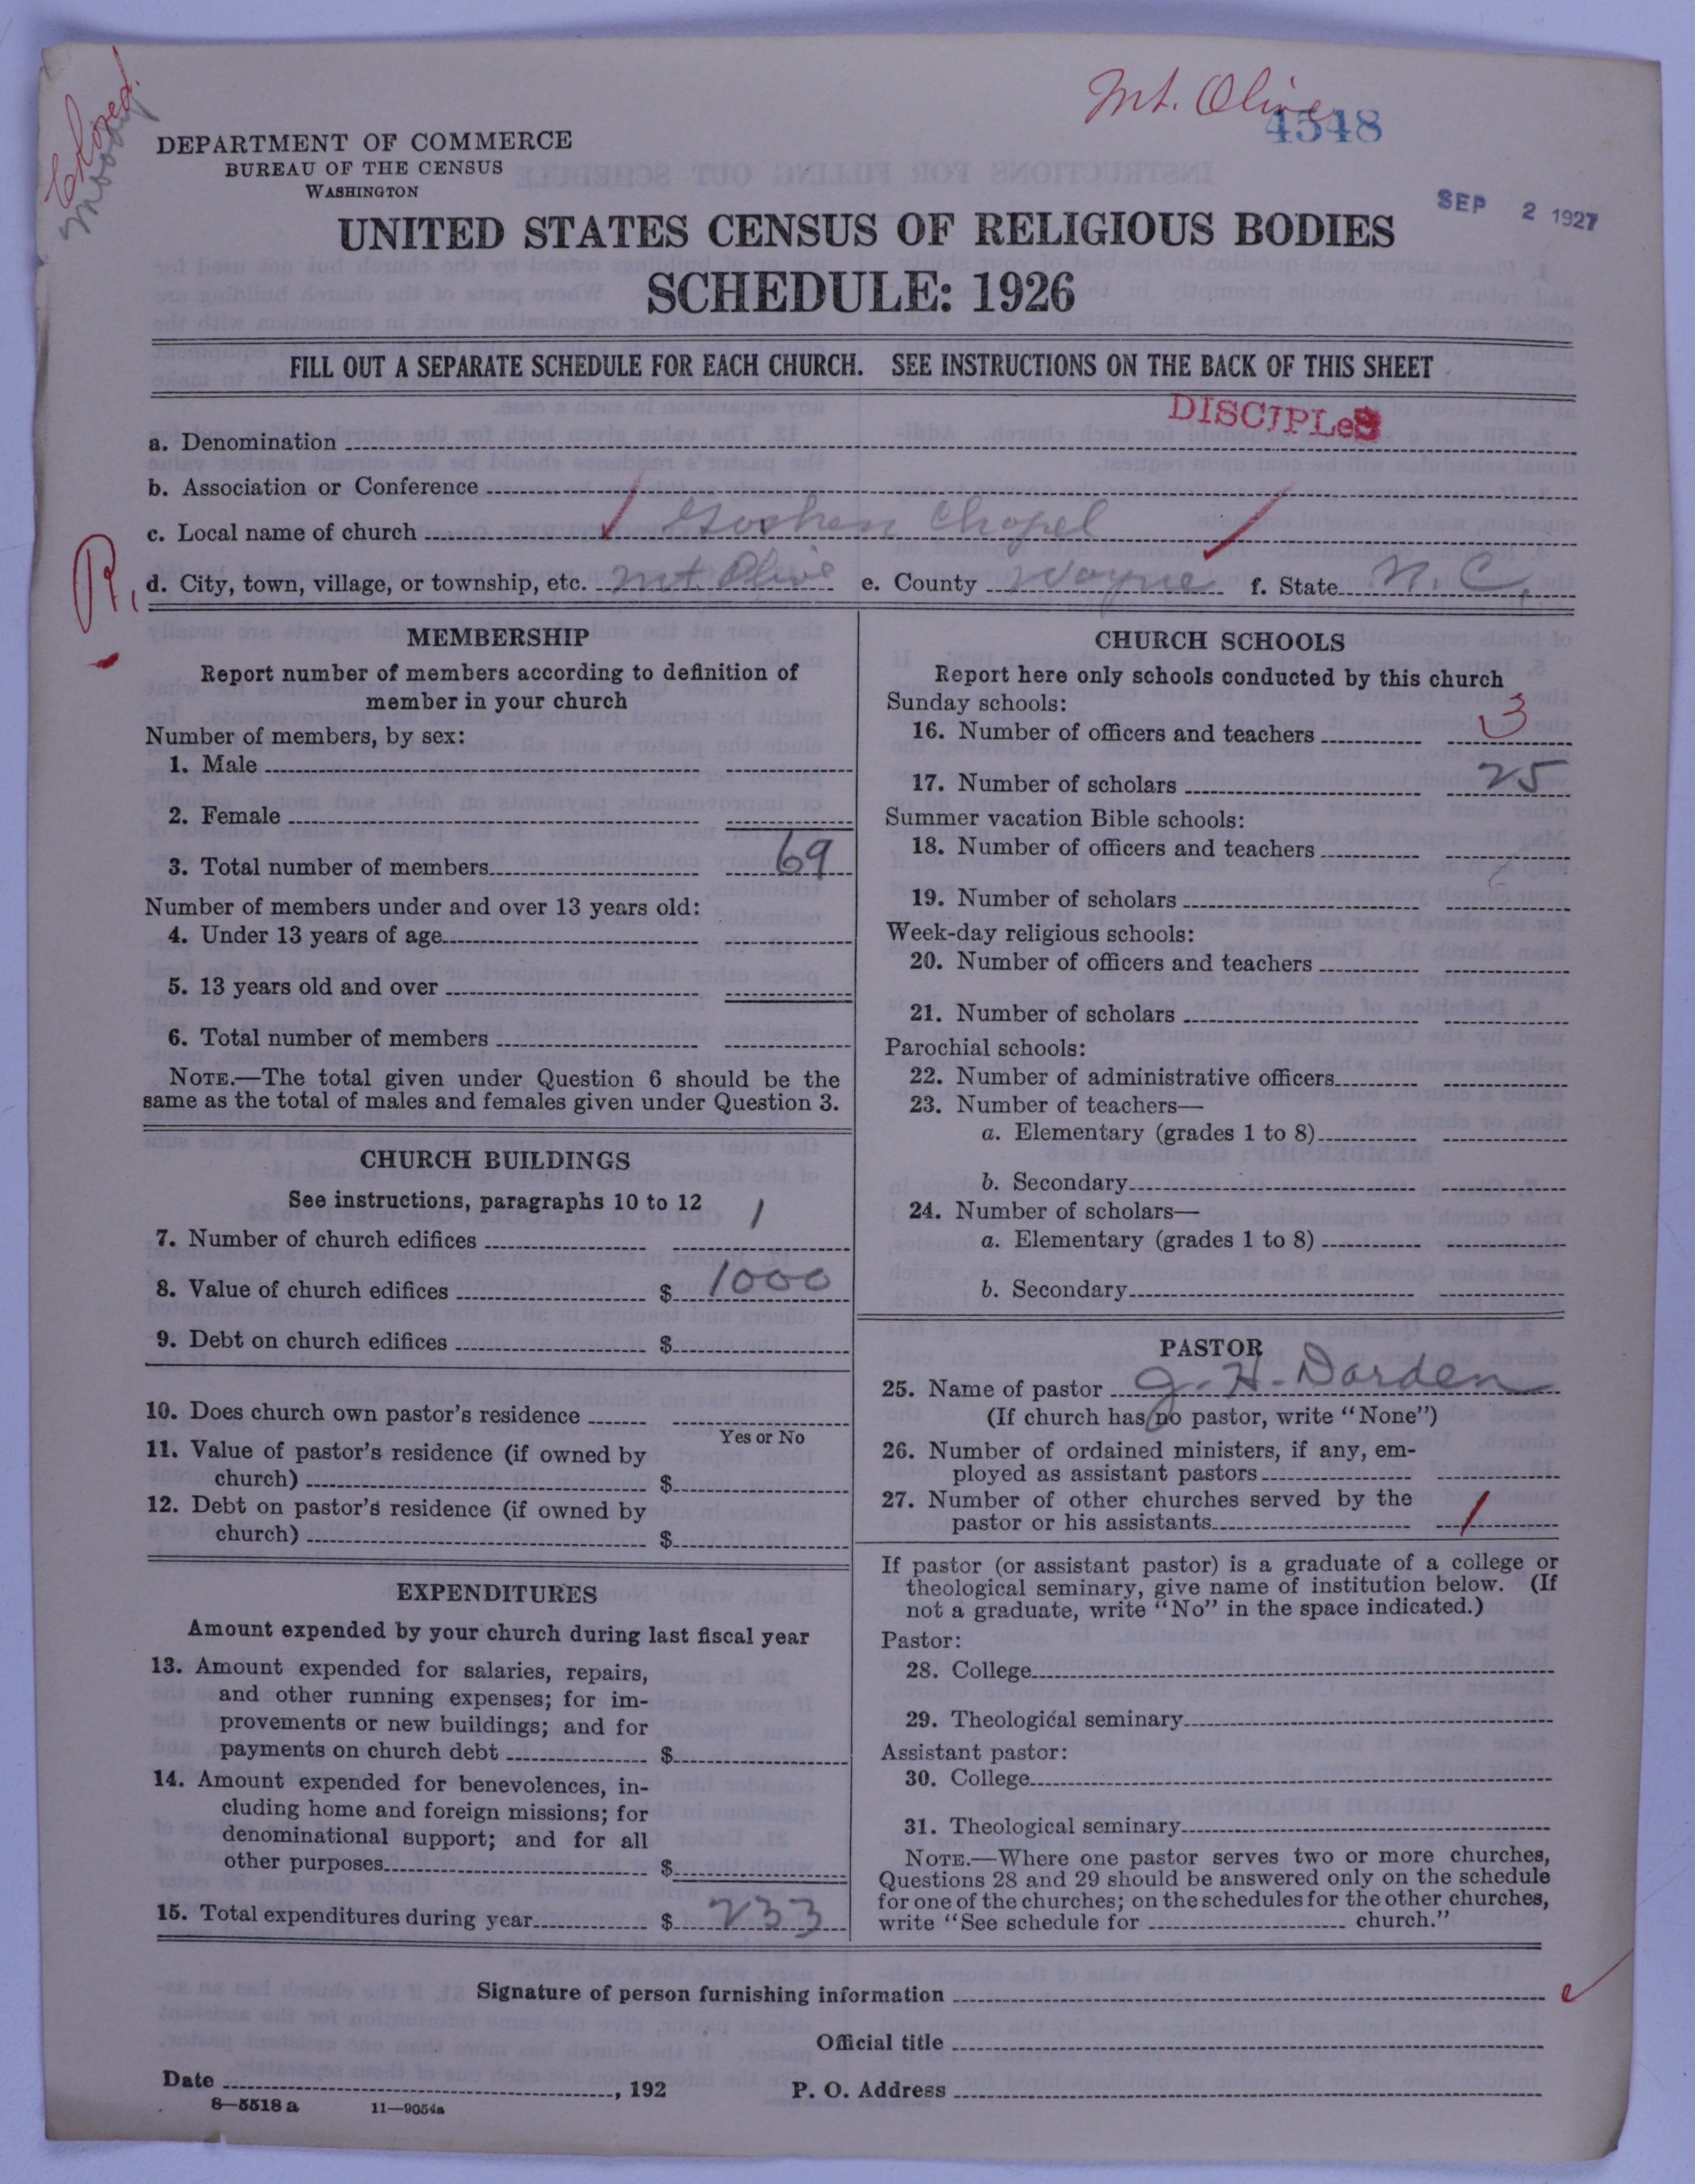 Colored
Moody
Mt. Olive
4548
DEPARTMENT OF COMMERCE
BUREAU OF THE CENSUS
WASHINGTON
SEP 2 1927
UNITED STATES CENSUS OF RELIGIOUS BODIES
SCHEDULE: 1926
FILL OUT A SEPARATE SCHEDULE FOR EACH CHURCH. SEE INSTRUCTIONS ON THE BACK OF THIS SHEET
a. Denomination DISCIPLeS
b. Association or Conference
c. Local name of church Goshen Chapel
R.
d. City, town, village, or township, etc. Mt. Olive e. County Wayne f. State N. C.
MEMBERSHIP
Report number of members according to definition of
member in your church
Number of members, by sex:
1. Male
2. Female
3. Total number of members 69
Number of members under and over 13 years old:
4. Under 13 years of age
5. 13 years old and over
6. Total number of members
NOTE.—The total given under Question 6 should be the
same as the total of males and females given under Question 3.
CHURCH BUILDINGS
See instructions, paragraphs 10 to 12
7. Number of church edifices 1
8. Value of church edifices $ 1000
9. Debt on church edifices $
10. Does church own pastor's residence
Yes or No
11. Value of pastor's residence (if owned by
church) $
12. Debt on pastor's residence (if owned by
church) $
EXPENDITURES
Amount expended by your church during last fiscal year
13. Amount expended for salaries, repairs,
and other running expenses; for im-
provements or new buildings; and for
payments on church debt $
14. Amount expended for benevolences, in-
cluding home and foreign missions; for
denominational support; and for all
other purposes $
15. Total expenditures during year $ 233
CHURCH SCHOOLS
Report here only schools conducted by this church
Sunday schools:
16. Number of officers and teachers 3
17. Number of scholars 25
Summer vacation Bible schools:
18. Number of officers and teachers
19. Number of scholars
Week-day religious schools:
20. Number of officers and teachers
21. Number of scholars
Parochial schools:
22. Number of administrative officers
23. Number of teachers—
a. Elementary (grades 1 to 8)
b. Secondary
24. Number of scholars—
a. Elementary (grades 1 to 8)
b. Secondary
PASTOR
25. Name of pastor J. H. Darden
(If church has no pastor, write "None")
26. Number of ordained ministers, if any, em-
ployed as assistant pastors
27. Number of other churches served by the
pastor or his assistants 1
If pastor (or assistant pastor) is a graduate of a college or
theological seminary, give name of institution below. (If
not a graduate, write "No" in the space indicated.)
Pastor:
28. College
29. Theological seminary
Assistant pastor:
30. College
31. Theological seminary
NOTE.—Where one pastor serves two or more churches,
Questions 28 and 29 should be answered only on the schedule
for one of the churches; on the schedules for the other churches,
write "See schedule for church."
Signature of person furnishing information
Official title
Date , 192 P. O. Address
8—5518 a 11—9054a